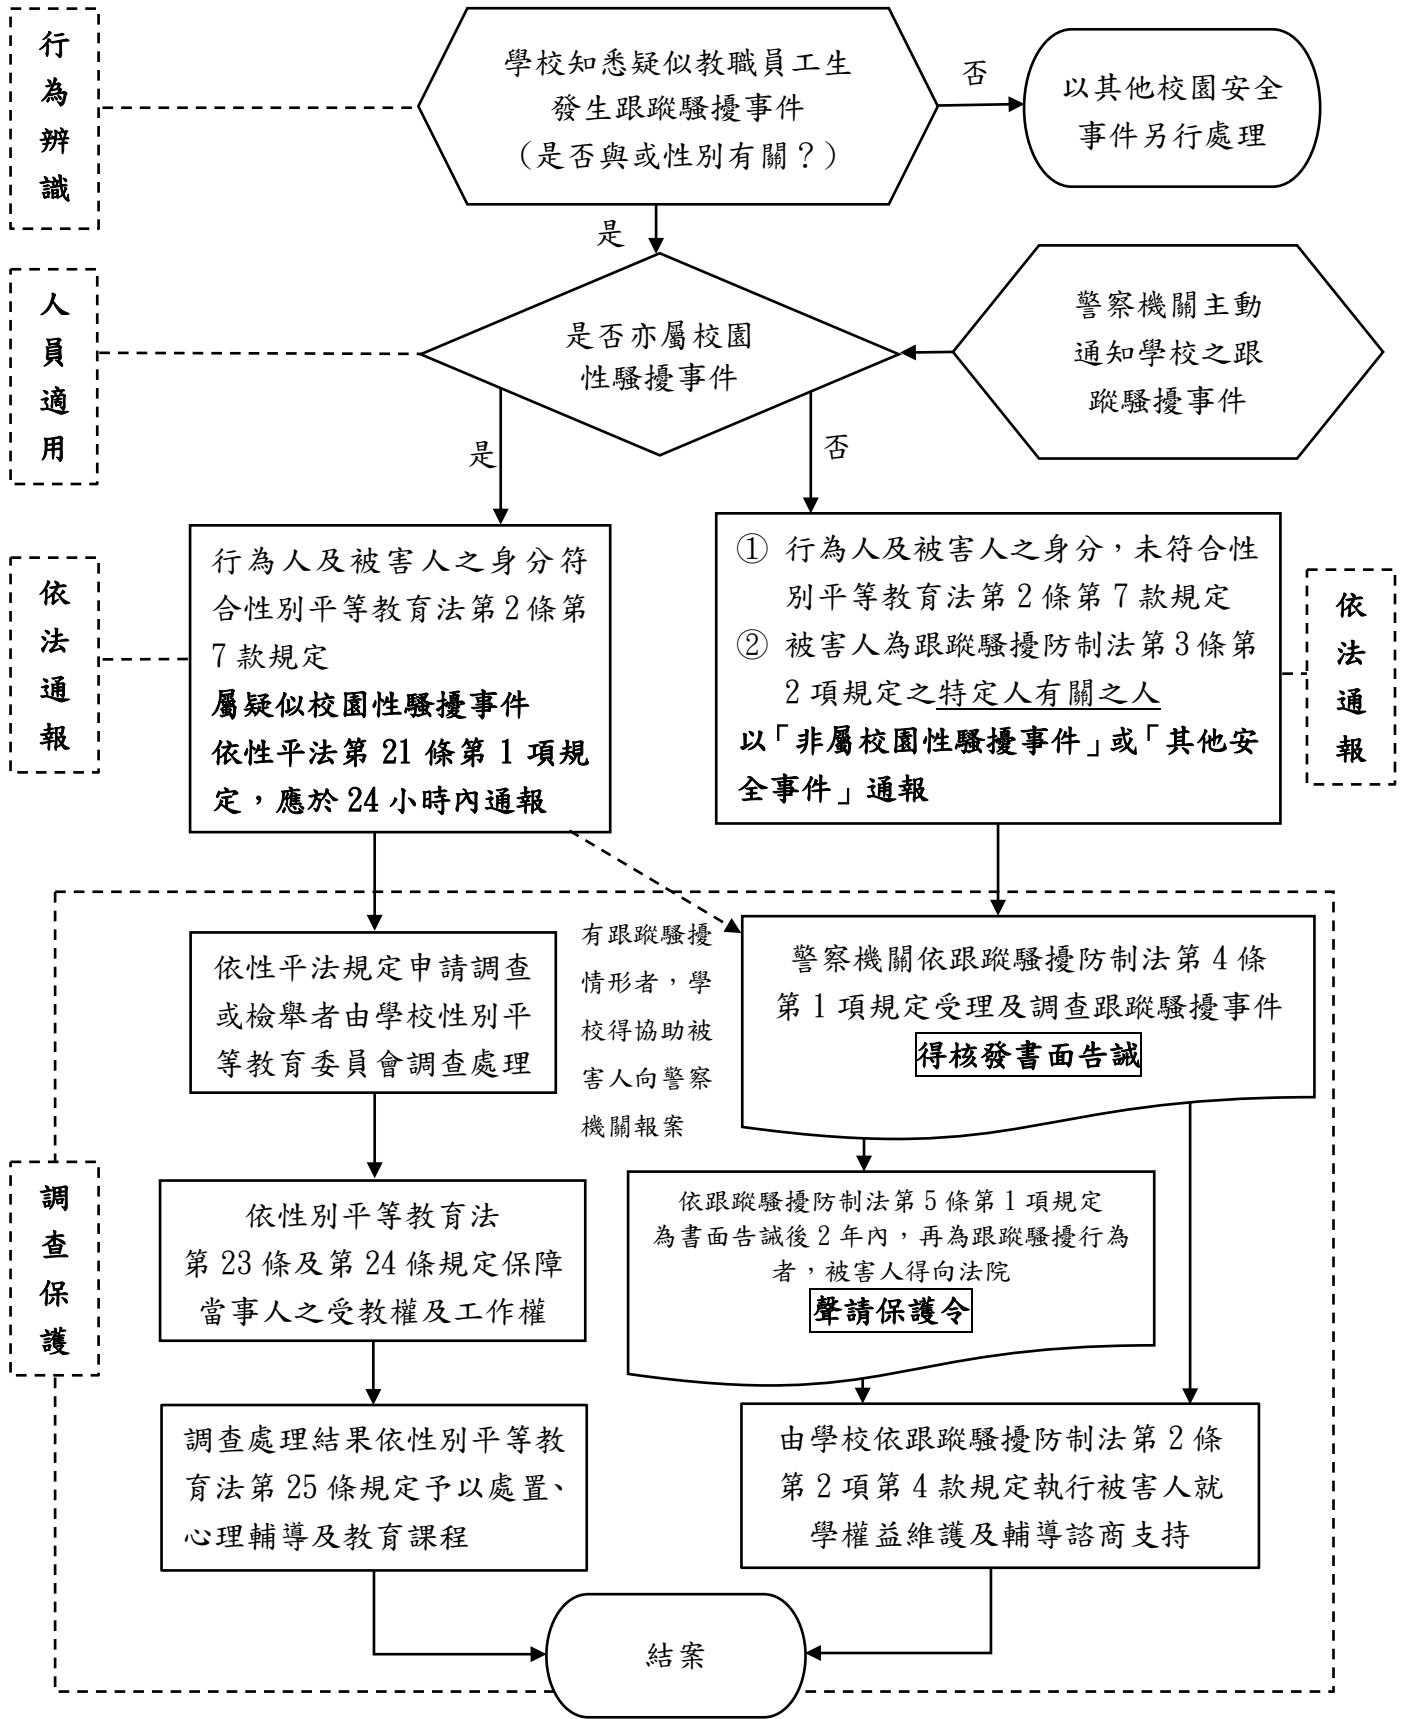 行為辨識
學校知悉疑似教職員工生
發生跟蹤騷擾事件
（是否與或性別有關？）
否
以其他校園安全
事件另行處理
是
人員適用
是否亦屬校園
性騷擾事件
警察機關主動
通知學校之跟
蹤騷擾事件
是
否
依法通報
行為人及被害人之身分符
合性別平等教育法第2條第
7款規定
屬疑似校園性騷擾事件
依性平法第21條第1項規
定，應於24小時內通報
① 行為人及被害人之身分，未符合性
別平等教育法第2條第7款規定
② 被害人為跟蹤騷擾防制法第3條第
2項規定之特定人有關之人
以「非屬校園性騷擾事件」或「其他安
全事件」通報
依法通報
調查保護
依性平法規定申請調查
或檢舉者由學校性別平
等教育委員會調查處理
有跟蹤騷擾
情形者，學
校得協助被
害人向警察
機關報案
警察機關依跟蹤騷擾防制法第4條
第1項規定受理及調查跟蹤騷擾事件
得核發書面告誡
依性別平等教育法
第23條及第24條規定保障
當事人之受教權及工作權
依跟蹤騷擾防制法第5條第1項規定
為書面告誡後2年內，再為跟蹤騷擾行為
者，被害人得向法院
聲請保護令
調查處理結果依性別平等教
育法第25條規定予以處置、
心理輔導及教育課程
由學校依跟蹤騷擾防制法第2條
第2項第4款規定執行被害人就
學權益維護及輔導諮商支持
結案